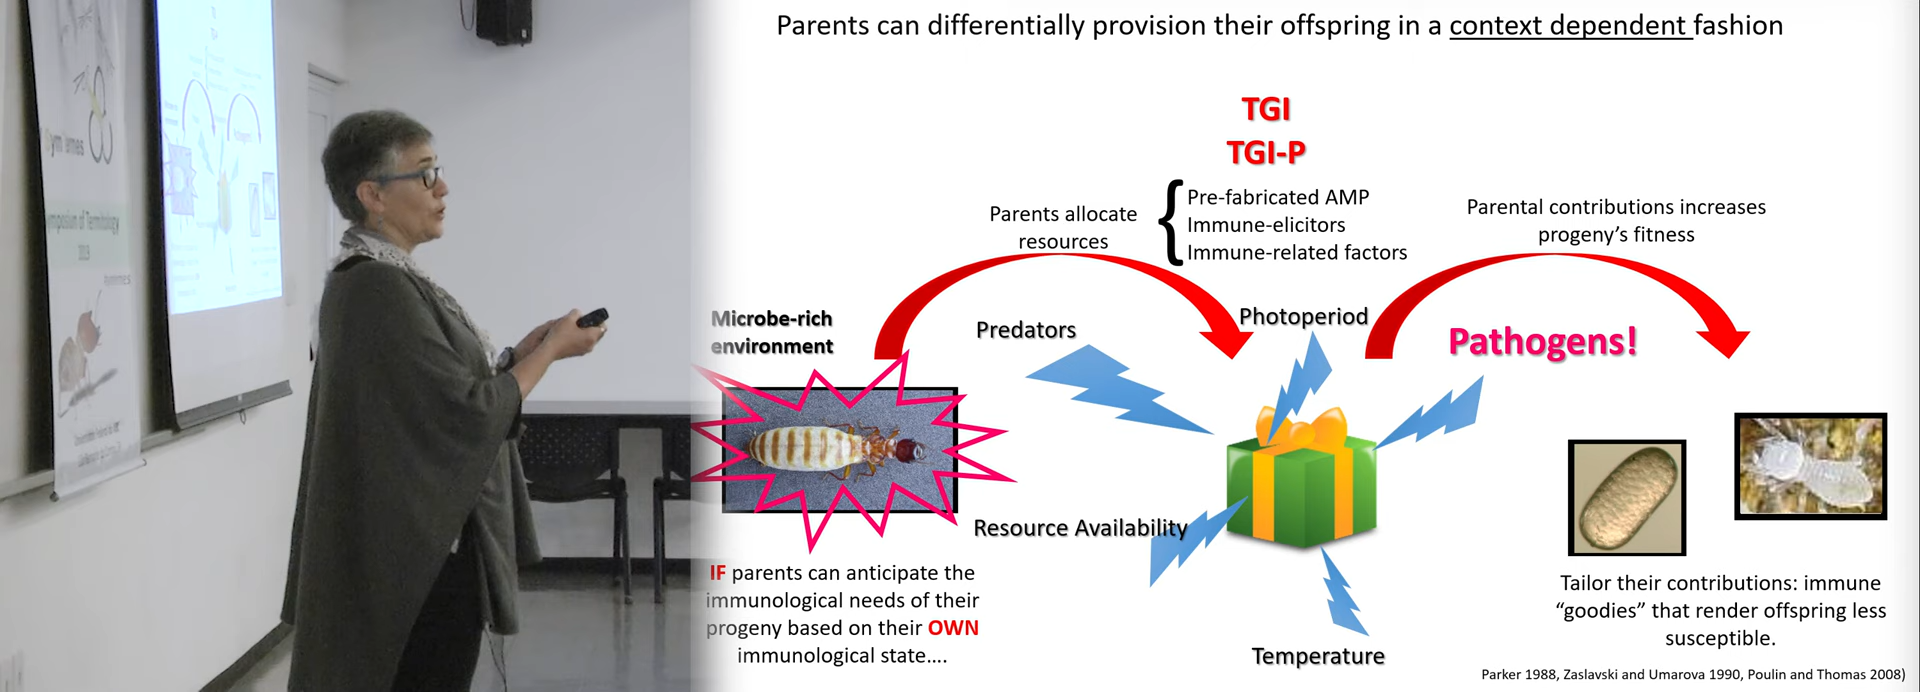 Parents can differentially provision their offspring in a context dependent fashion
TGI
TGI-P
Parents allocate
resources
{
Pre-fabricated AMP
Immune-elicitors
Immune-related factors
Parental contributions increases
progeny’s fitness
Microbe-rich
environment
Predators
Photoperiod
Pathogens!
Resource Availability
Temperature
IF parents can anticipate the
immunological needs of their
progeny based on their OWN
immunological state....
Tailor their contributions: immune
“goodies” that render offspring less
susceptible.
Parker 1988, Zaslavski and Umarova 1990, Poulin and Thomas 2008)
of Termitology
2019